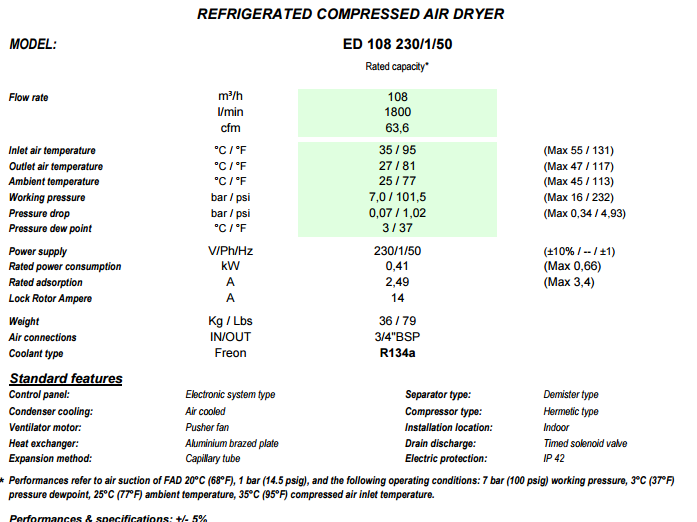 REFRIGERATED COMPRESSED AIR DRYER
MODEL: ED 108 230/1/50
Rated capacity*
Flow rate m³/h 108
l/min 1800
cfm 63,6
Inlet air temperature °C / °F 35 / 95 (Max 55 / 131)
Outlet air temperature °C / °F 27 / 81 (Max 47 / 117)
Ambient temperature °C / °F 25 / 77 (Max 45 / 113)
Working pressure bar / psi 7,0 / 101,5 (Max 16 / 232)
Pressure drop bar / psi 0,07 / 1,02 (Max 0,34 / 4,93)
Pressure dew point °C / °F 3 / 37
Power supply V/Ph/Hz 230/1/50 (±10% / -- / ±1)
Rated power consumption kW 0,41 (Max 0,66)
Rated adsorption A 2,49 (Max 3,4)
Lock Rotor Ampere A 14
Weight Kg / Lbs 36 / 79
Air connections IN/OUT 3/4"BSP
Coolant type Freon R134a
Standard features
Control panel: Electronic system type Separator type: Demister type
Condenser cooling: Air cooled Compressor type: Hermetic type
Ventilator motor: Pusher fan Installation location: Indoor
Heat exchanger: Aluminium brazed plate Drain discharge: Timed solenoid valve
Expansion method: Capillary tube Electric protection: IP 42
* Performances refer to air suction of FAD 20°C (68°F), 1 bar (14.5 psig), and the following operating conditions: 7 bar (100 psig) working pressure, 3°C (37°F)
pressure dewpoint, 25°C (77°F) ambient temperature, 35°C (95°F) compressed air inlet temperature.
Performances & specifications: +/- 5%